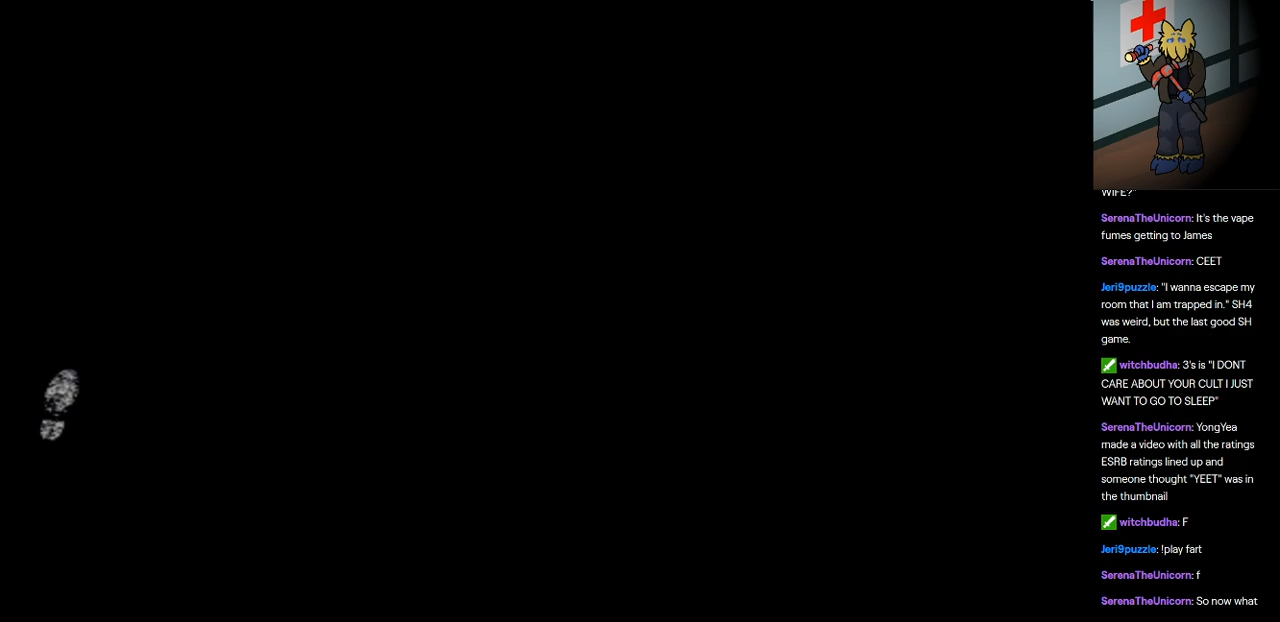 WIFE?"
SerenaTheUnicorn: It's the vape
fumes getting to James
SerenaTheUnicorn: CEET
Jeri9puzzle: "I wanna escape my
room that I am trapped in." SH4
was weird, but the last good SH
game.
witchbudha: 3's is "I DONT
CARE ABOUT YOUR CULT I JUST
WANT TO GO TO SLEEP"
SerenaTheUnicorn: YongYea
made a video with all the ratings
ESRB ratings lined up and
someone thought "YEET" was in
the thumbnail
witchbudha: F
Jeri9puzzle: !play fart
SerenaTheUnicorn: f
SerenaTheUnicorn: So now what